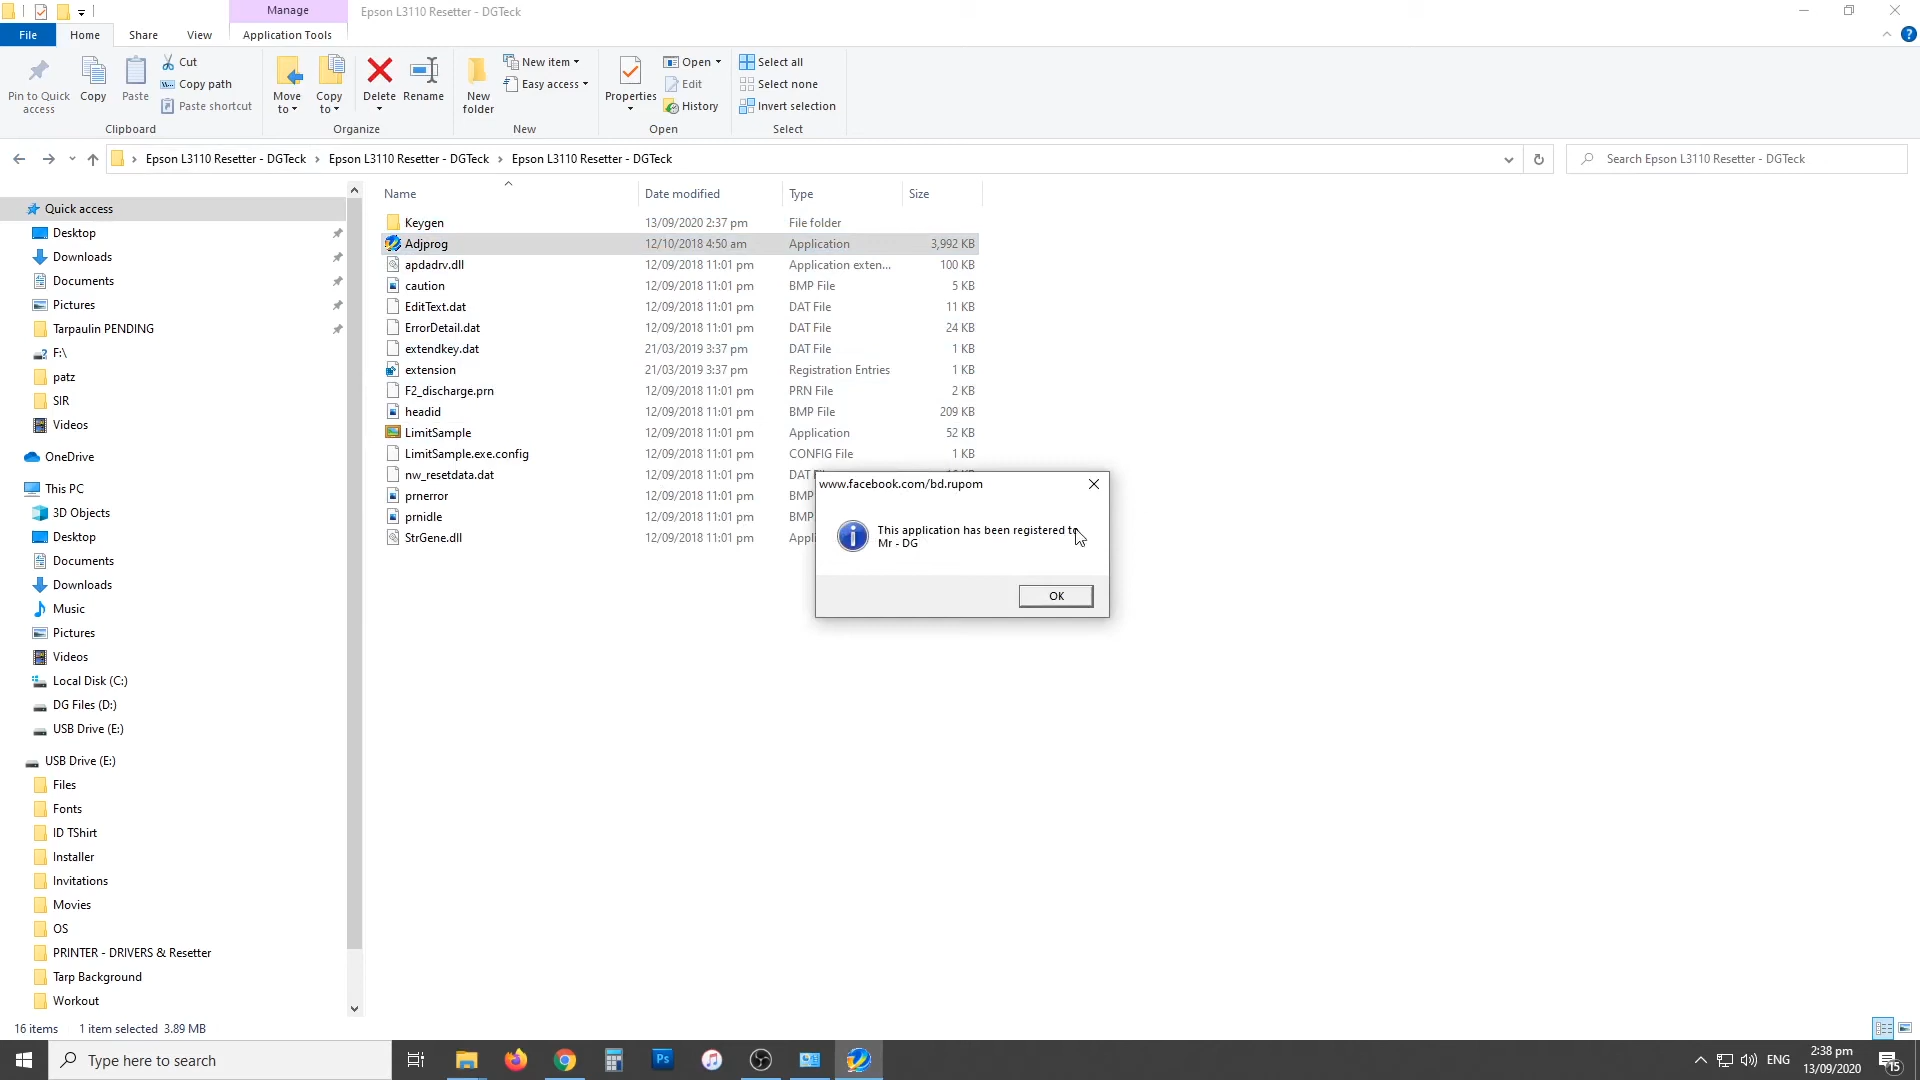 Manage
Epson L3110 Resetter - DGTeck
File
Home
Share
View
Application Tools
Pin to Quick access
Copy
Paste
Cut
Copy path
Paste shortcut
Clipboard
Move to
Copy to
Delete
Rename
Organize
New folder
New item
Easy access
New
Properties
Open
Edit
History
Open
Select all
Select none
Invert selection
Select
Epson L3110 Resetter - DGTeck > Epson L3110 Resetter - DGTeck > Epson L3110 Resetter - DGTeck
Search Epson L3110 Resetter - DGTeck
Quick access
Desktop
Downloads
Documents
Pictures
Tarpaulin PENDING
F:\
patz
SIR
Videos
OneDrive
This PC
3D Objects
Desktop
Documents
Downloads
Music
Pictures
Videos
Local Disk (C:)
DG Files (D:)
USB Drive (E:)
USB Drive (E:)
Files
Fonts
ID TShirt
Installer
Invitations
Movies
OS
PRINTER - DRIVERS & Resetter
Tarp Background
Workout
Name Date modified Type Size
Keygen 13/09/2020 2:37 pm File folder
Adjprog 12/10/2018 4:50 am Application 3,992 KB
apdadrv.dll 12/09/2018 11:01 pm Application exten... 100 KB
caution 12/09/2018 11:01 pm BMP File 5 KB
EditText.dat 12/09/2018 11:01 pm DAT File 11 KB
ErrorDetail.dat 12/09/2018 11:01 pm DAT File 24 KB
extendkey.dat 21/03/2019 3:37 pm DAT File 1 KB
extension 21/03/2019 3:37 pm Registration Entries 1 KB
F2_discharge.prn 12/09/2018 11:01 pm PRN File 2 KB
headid 12/09/2018 11:01 pm BMP File 209 KB
LimitSample 12/09/2018 11:01 pm Application 52 KB
LimitSample.exe.config 12/09/2018 11:01 pm CONFIG File 1 KB
nw_resetdata.dat 12/09/2018 11:01 pm DAT
prnerror 12/09/2018 11:01 pm BMP
prnidle 12/09/2018 11:01 pm BMP
StrGene.dll 12/09/2018 11:01 pm Appli
www.facebook.com/bd.rupom
This application has been registered to
Mr - DG
OK
16 items 1 item selected 3.89 MB
Type here to search
Ps
ENG
2:38 pm
13/09/2020
15